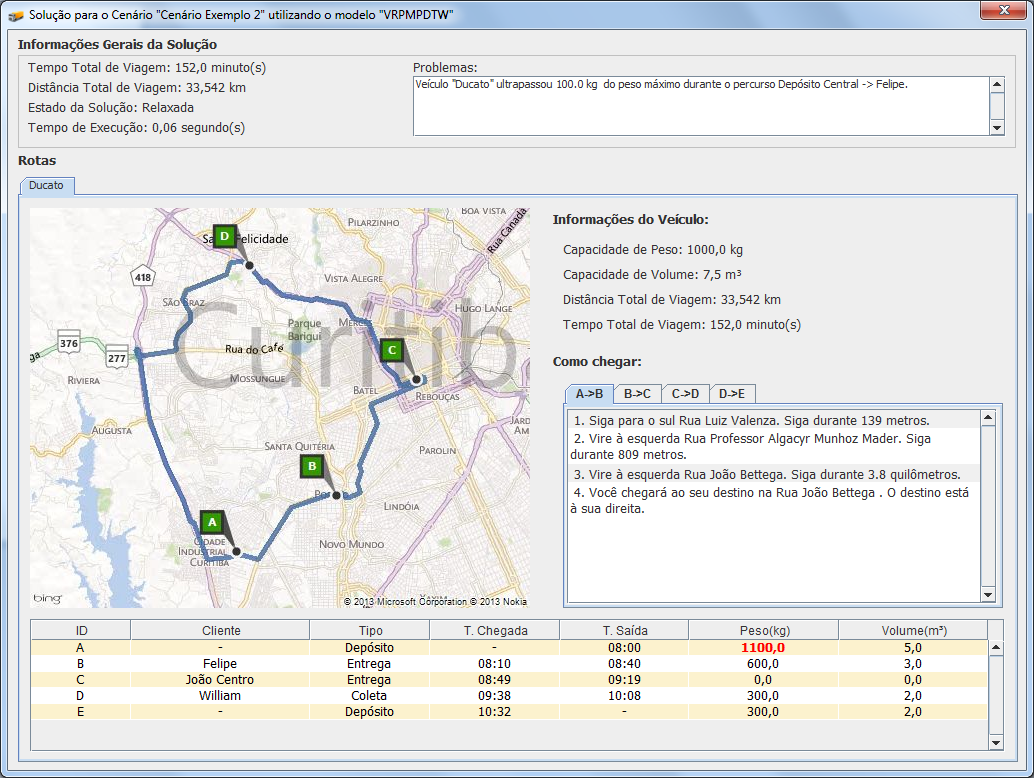 Solução para o Cenário "Cenário Exemplo 2" utilizando o modelo "VRPMPDTW"
Informações Gerais da Solução
Tempo Total de Viagem: 152,0 minuto(s)
Distância Total de Viagem: 33,542 km
Estado da Solução: Relaxada
Tempo de Execução: 0,06 segundo(s)
Problemas:
Veículo "Ducato" ultrapassou 100.0 kg do peso máximo durante o percurso Depósito Central -> Felipe.
Rotas
Ducato
BOA VISTA
PILARZINHO
Rua Canadá
D
Felicidade
418
VISTA ALEGRE
SÃO BRAZ
HUGO LANGE
Parque
Barigui
376
277
Rua do Café
C
Curitib
RIVIERA
MOSSUNGUE
BATEL
REBOUÇAS
AUGUSTA
SANTA QUITÉRIA
PAROLIN
B
LINDÓIA
A
CIDADE
INDUSTRIAL
CURITIBA
NOVO MUNDO
bing
© 2013 Microsoft Corporation © 2013 Nokia
Informações do Veículo:
Capacidade de Peso: 1000,0 kg
Capacidade de Volume: 7,5 m³
Distância Total de Viagem: 33,542 km
Tempo Total de Viagem: 152,0 minuto(s)
Como chegar:
A->B B->C C->D D->E
1. Siga para o sul Rua Luiz Valenza. Siga durante 139 metros.
2. Vire à esquerda Rua Professor Algacyr Munhoz Mader. Siga
durante 809 metros.
3. Vire à esquerda Rua João Bettega. Siga durante 3.8 quilômetros.
4. Você chegará ao seu destino na Rua João Bettega . O destino está
à sua direita.
ID Cliente Tipo T. Chegada T. Saída Peso(kg) Volume(m³)
A - Depósito - 08:00 1100,0 5,0
B Felipe Entrega 08:10 08:40 600,0 3,0
C João Centro Entrega 08:49 09:19 0,0 0,0
D William Coleta 09:38 10:08 300,0 2,0
E - Depósito 10:32 - 300,0 2,0